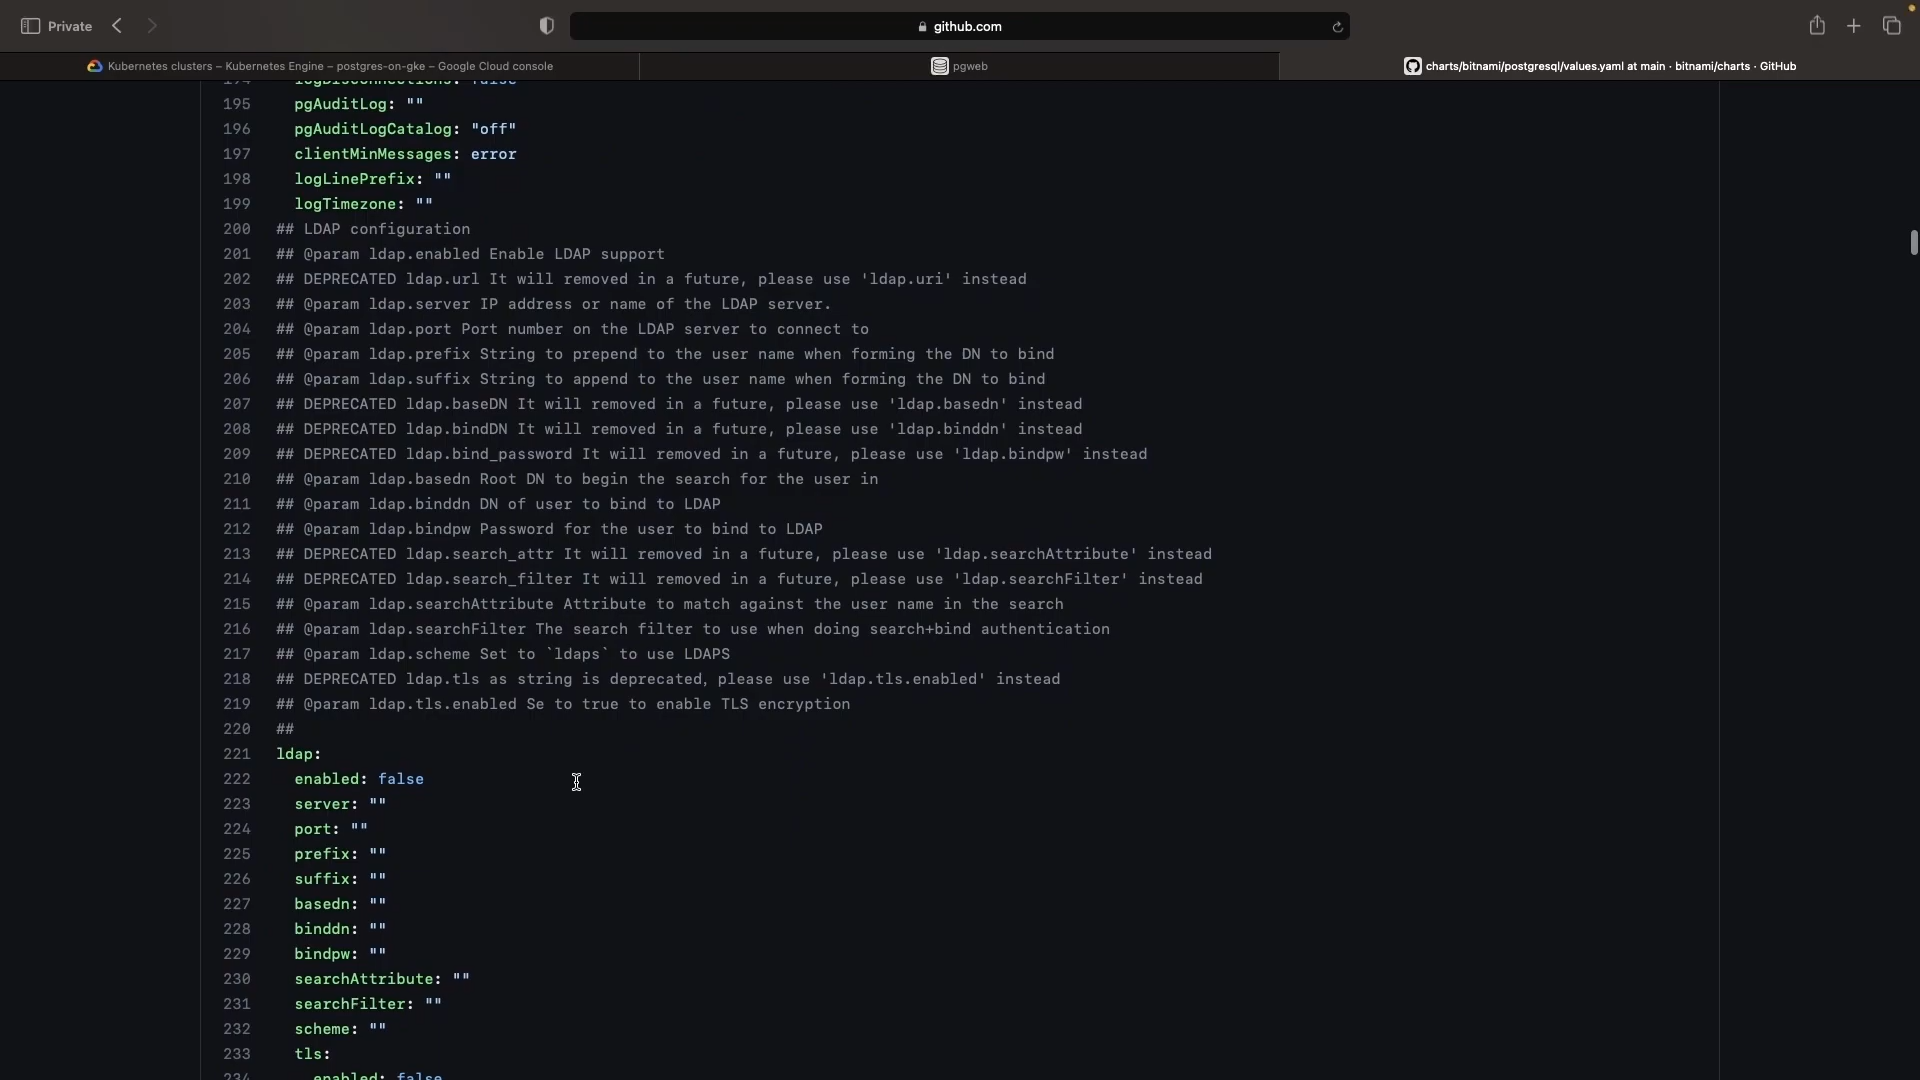 Private
github.com
Kubernetes clusters – Kubernetes Engine – postgres-on-gke – Google Cloud console
pgweb
charts/bitnami/postgresql/values.yaml at main · bitnami/charts · GitHub
194 logDisconnections: false
195 pgAuditLog: ""
196 pgAuditLogCatalog: "off"
197 clientMinMessages: error
198 logLinePrefix: ""
199 logTimezone: ""
200 ## LDAP configuration
201 ## @param ldap.enabled Enable LDAP support
202 ## DEPRECATED ldap.url It will removed in a future, please use 'ldap.uri' instead
203 ## @param ldap.server IP address or name of the LDAP server.
204 ## @param ldap.port Port number on the LDAP server to connect to
205 ## @param ldap.prefix String to prepend to the user name when forming the DN to bind
206 ## @param ldap.suffix String to append to the user name when forming the DN to bind
207 ## DEPRECATED ldap.baseDN It will removed in a future, please use 'ldap.basedn' instead
208 ## DEPRECATED ldap.bindDN It will removed in a future, please use 'ldap.binddn' instead
209 ## DEPRECATED ldap.bind_password It will removed in a future, please use 'ldap.bindpw' instead
210 ## @param ldap.basedn Root DN to begin the search for the user in
211 ## @param ldap.binddn DN of user to bind to LDAP
212 ## @param ldap.bindpw Password for the user to bind to LDAP
213 ## DEPRECATED ldap.search_attr It will removed in a future, please use 'ldap.searchAttribute' instead
214 ## DEPRECATED ldap.search_filter It will removed in a future, please use 'ldap.searchFilter' instead
215 ## @param ldap.searchAttribute Attribute to match against the user name in the search
216 ## @param ldap.searchFilter The search filter to use when doing search+bind authentication
217 ## @param ldap.scheme Set to `ldaps` to use LDAPS
218 ## DEPRECATED ldap.tls as string is deprecated, please use 'ldap.tls.enabled' instead
219 ## @param ldap.tls.enabled Se to true to enable TLS encryption
220 ##
221 ldap:
222 enabled: false
223 server: ""
224 port: ""
225 prefix: ""
226 suffix: ""
227 basedn: ""
228 binddn: ""
229 bindpw: ""
230 searchAttribute: ""
231 searchFilter: ""
232 scheme: ""
233 tls:
234 enabled: false